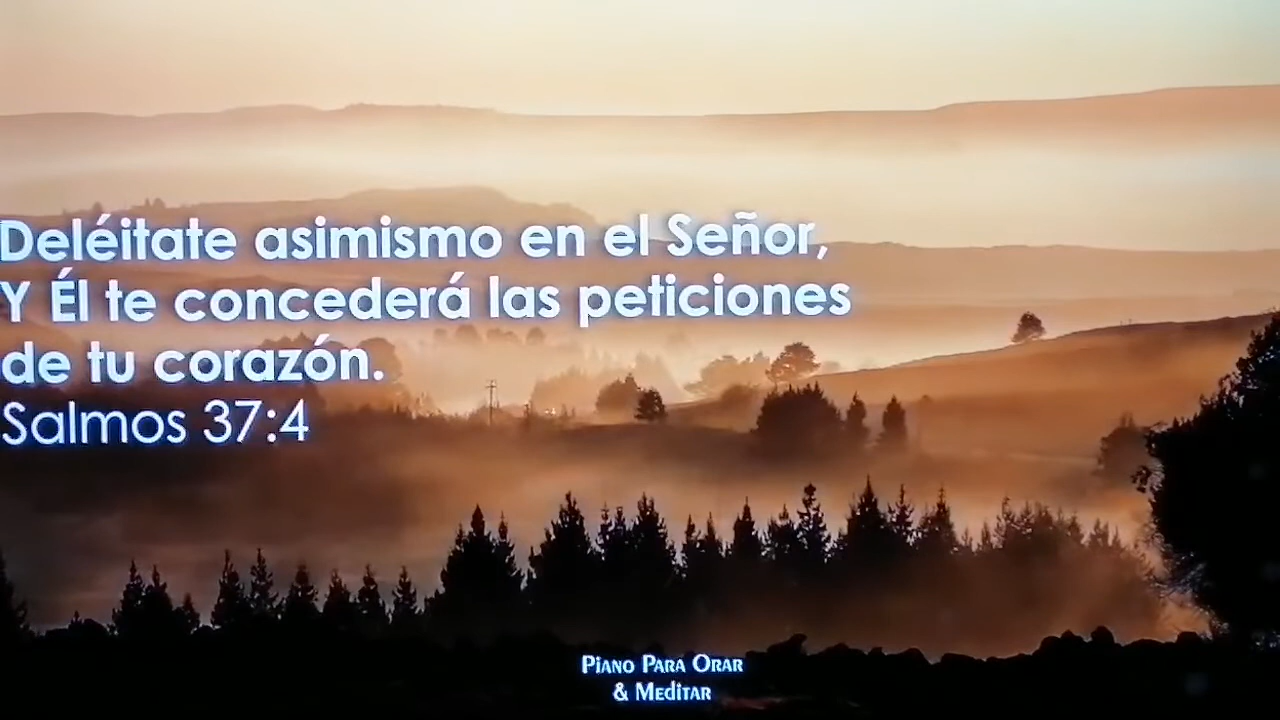 Deléitate asimismo en el Señor,
Y Él te concederá las peticiones
de tu corazón.
Salmos 37:4
Piano Para Orar
& Meditar